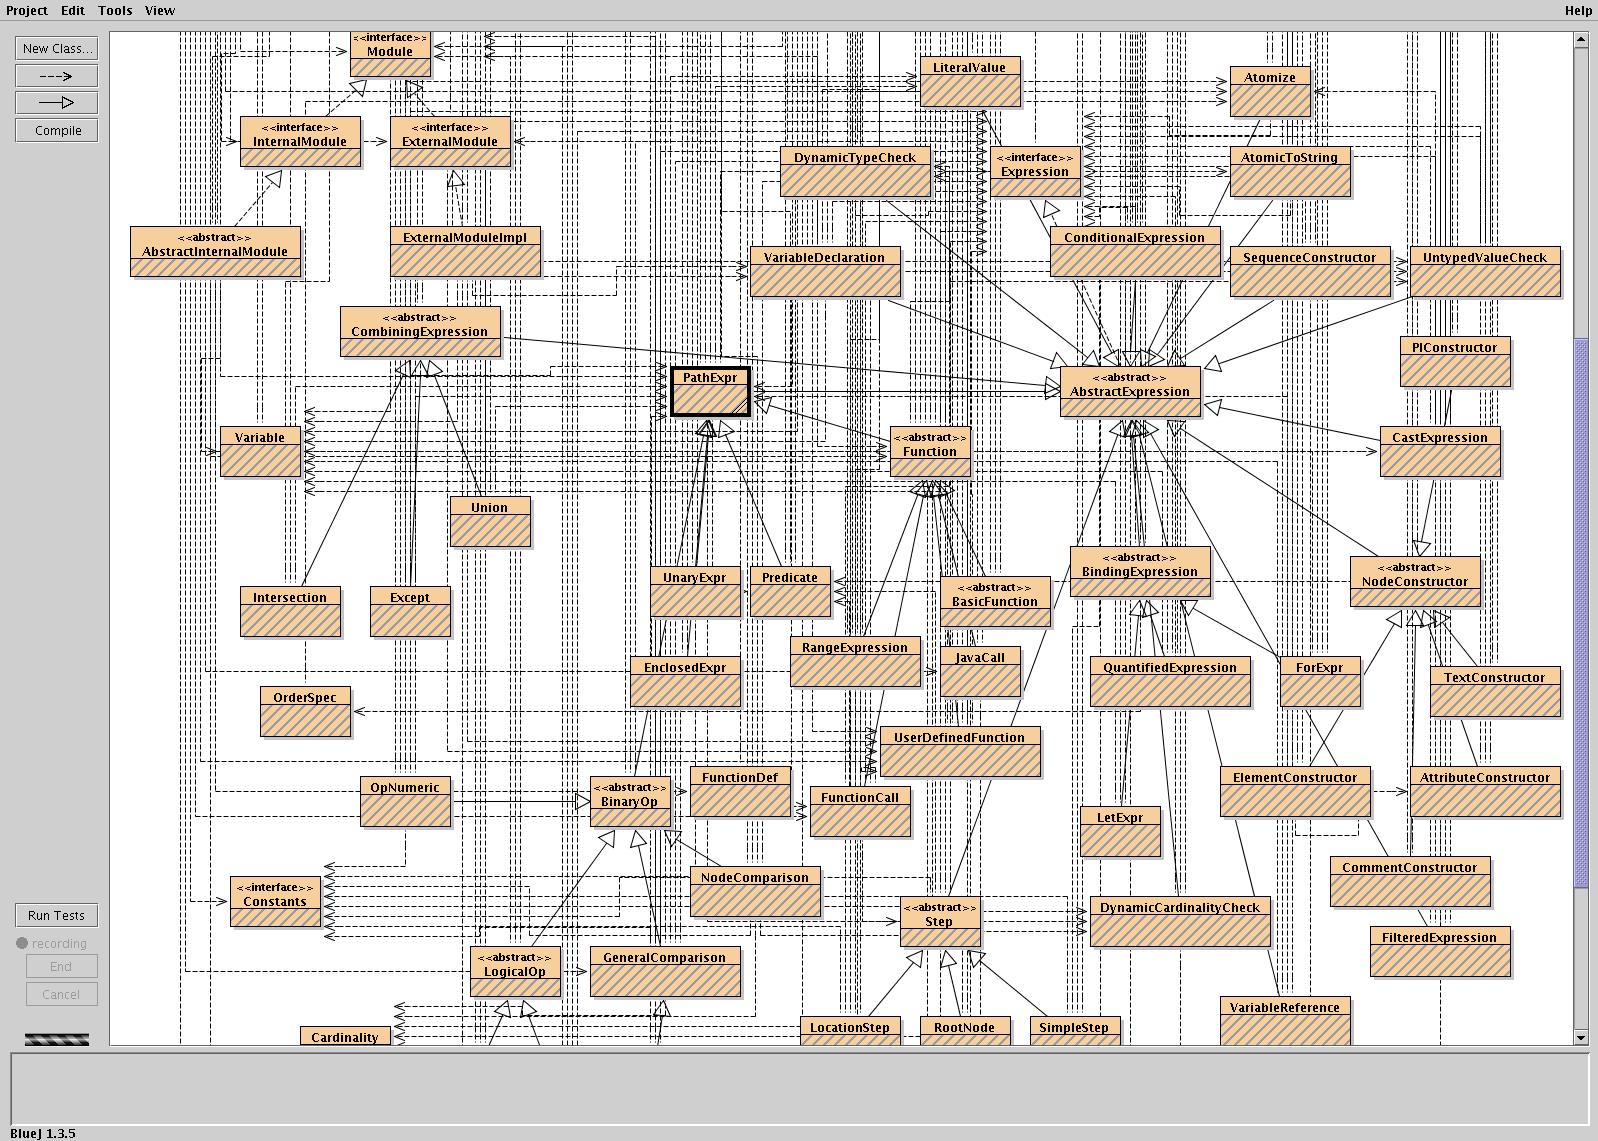 Project Edit Tools View Help
New Class...
Compile
<<interface>>
Module
LiteralValue
Atomize
<<interface>>
InternalModule
<<interface>>
ExternalModule
DynamicTypeCheck
<<interface>>
Expression
AtomicToString
<<abstract>>
AbstractInternalModule
ExternalModuleImpl
VariableDeclaration
ConditionalExpression
SequenceConstructor
UntypedValueCheck
<<abstract>>
CombiningExpression
PIConstructor
PathExpr
<<abstract>>
AbstractExpression
Variable
<<abstract>>
Function
CastExpression
Union
Intersection
Except
UnaryExpr
Predicate
<<abstract>>
BasicFunction
<<abstract>>
BindingExpression
<<abstract>>
NodeConstructor
EnclosedExpr
RangeExpression
JavaCall
QuantifiedExpression
ForExpr
TextConstructor
OrderSpec
UserDefinedFunction
OpNumeric
<<abstract>>
BinaryOp
FunctionDef
FunctionCall
LetExpr
ElementConstructor
AttributeConstructor
<<interface>>
Constants
NodeComparison
<<abstract>>
Step
DynamicCardinalityCheck
CommentConstructor
FilteredExpression
<<abstract>>
LogicalOp
GeneralComparison
Cardinality
LocationStep
RootNode
SimpleStep
VariableReference
Run Tests
recording
End
Cancel
BlueJ 1.3.5